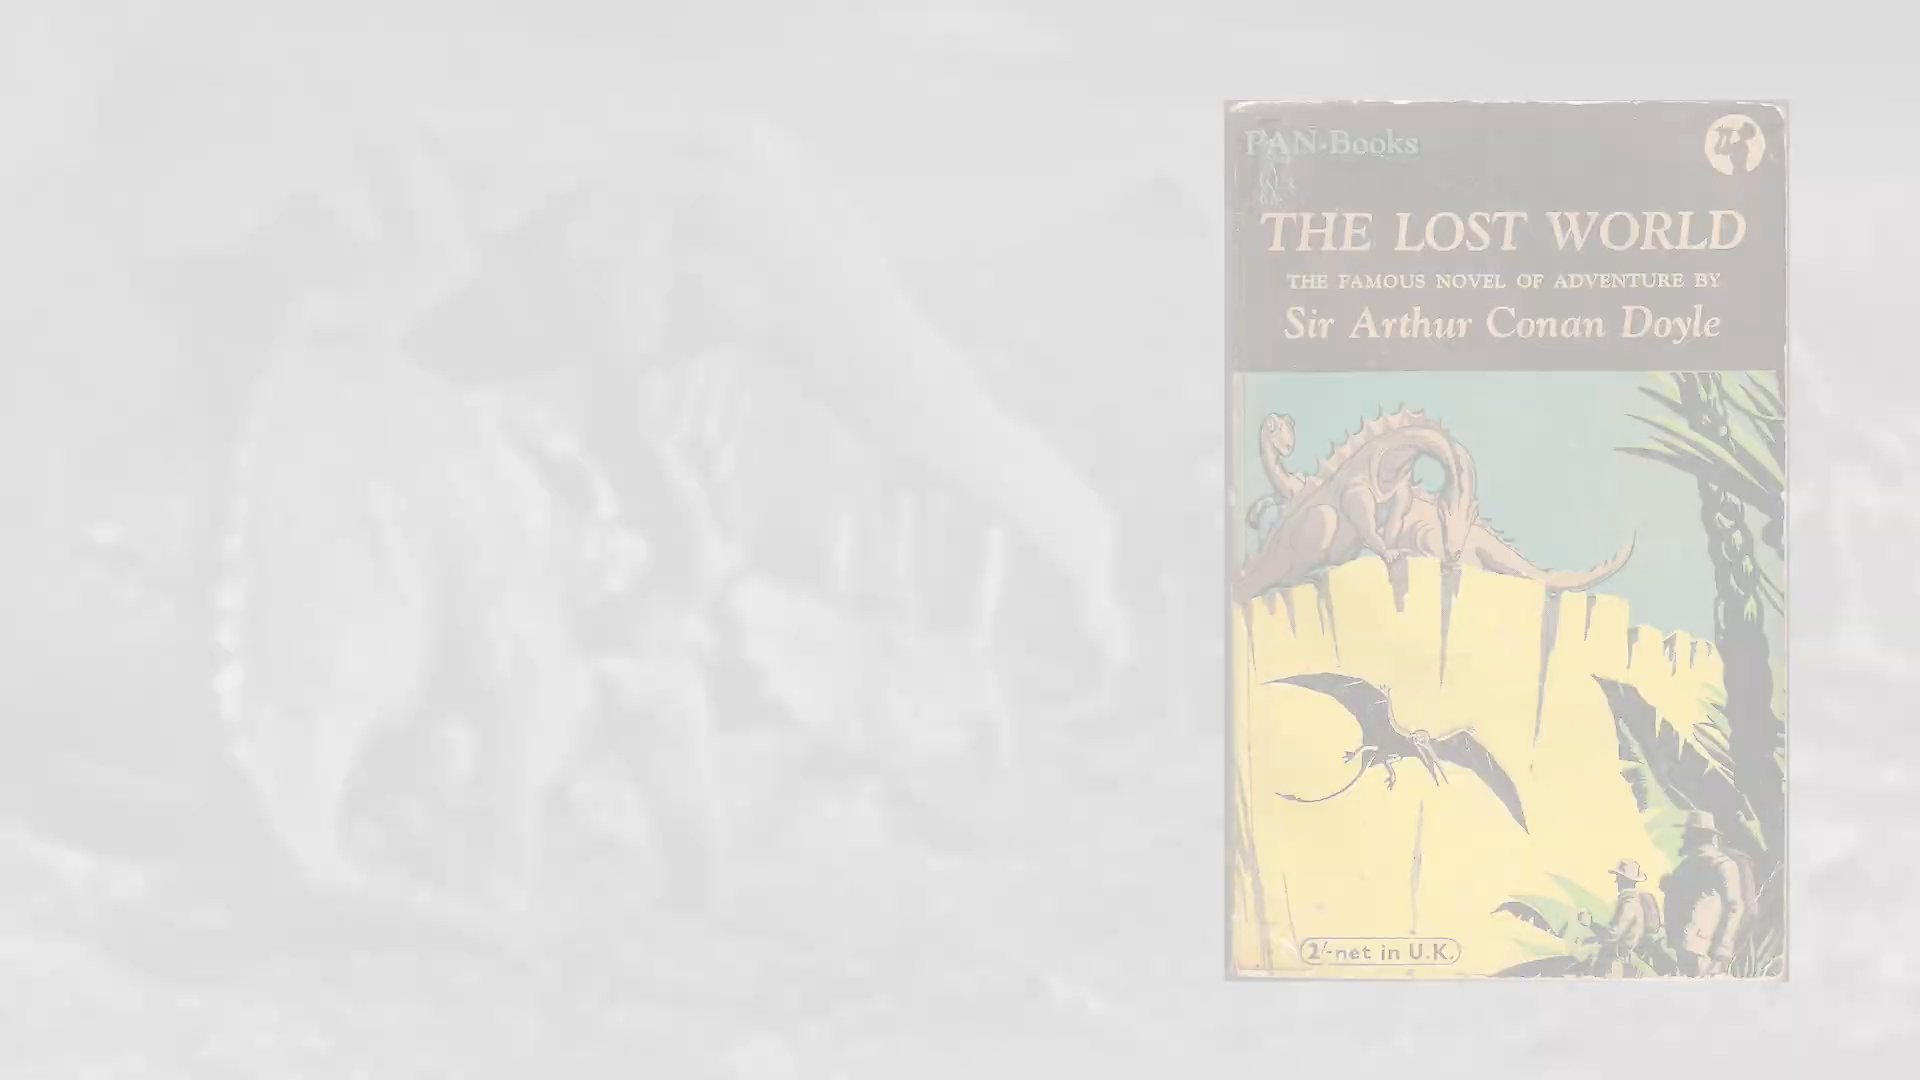 PAN-Books
THE LOST WORLD
THE FAMOUS NOVEL OF ADVENTURE BY
Sir Arthur Conan Doyle
2/-net in U.K.